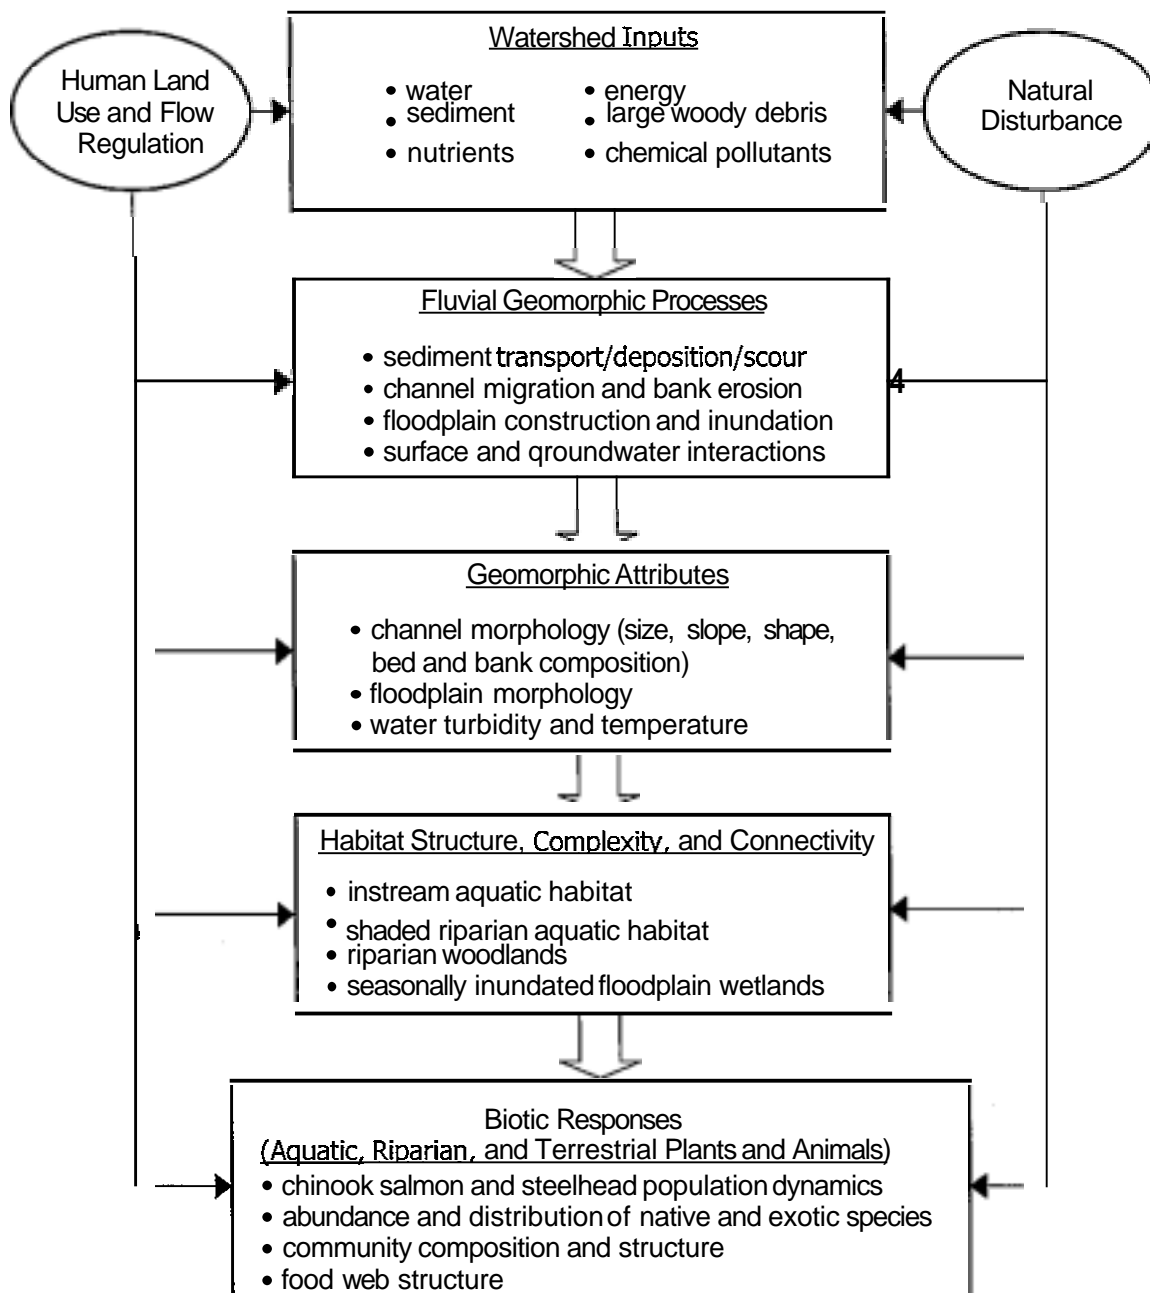 Watershed Inputs
Human Land
Use and Flow
Regulation
• water
• sediment
• nutrients
• energy
• large woody debris
• chemical pollutants
Natural
Disturbance
Fluvial Geomorphic Processes
• sediment transport/deposition/scour
• channel migration and bank erosion
• floodplain construction and inundation
• surface and qroundwater interactions
4
Geomorphic Attributes
• channel morphology (size, slope, shape,
bed and bank composition)
• floodplain morphology
• water turbidity and temperature
Habitat Structure, Complexity, and Connectivity
• instream aquatic habitat
• shaded riparian aquatic habitat
• riparian woodlands
• seasonally inundated floodplain wetlands
Biotic Responses
(Aquatic, Riparian, and Terrestrial Plants and Animals)
• chinook salmon and steelhead population dynamics
• abundance and distribution of native and exotic species
• community composition and structure
• food web structure